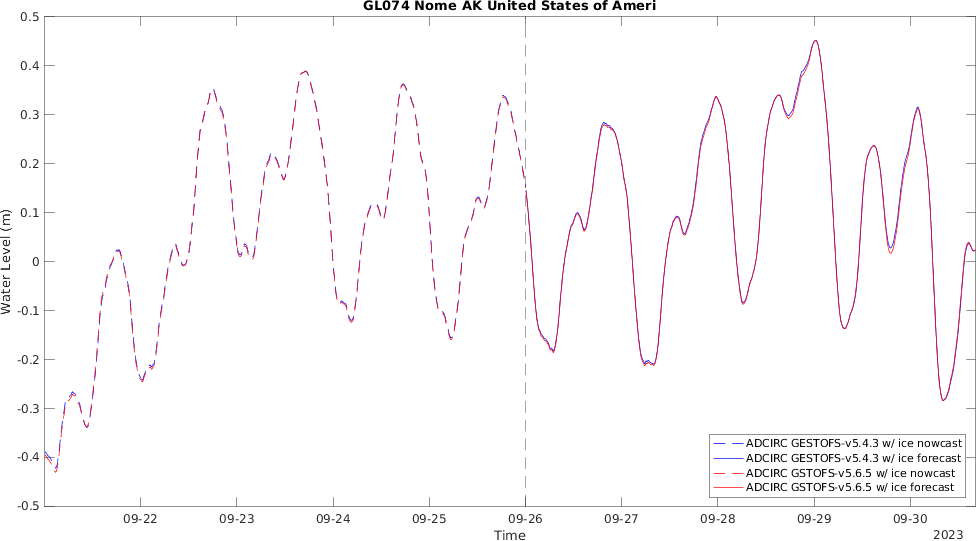 GL074 Nome AK United States of Ameri
0.5
0.4
0.3
0.2
0.1
0
-0.1
-0.2
-0.3
-0.4
-0.5
Water Level (m)
ADCIRC GESTOFS-v5.4.3 w/ ice nowcast
ADCIRC GESTOFS-v5.4.3 w/ ice forecast
ADCIRC GSTOFS-v5.6.5 w/ ice nowcast
ADCIRC GSTOFS-v5.6.5 w/ ice forecast
09-22 09-23 09-24 09-25 09-26 09-27 09-28 09-29 09-30
Time
2023